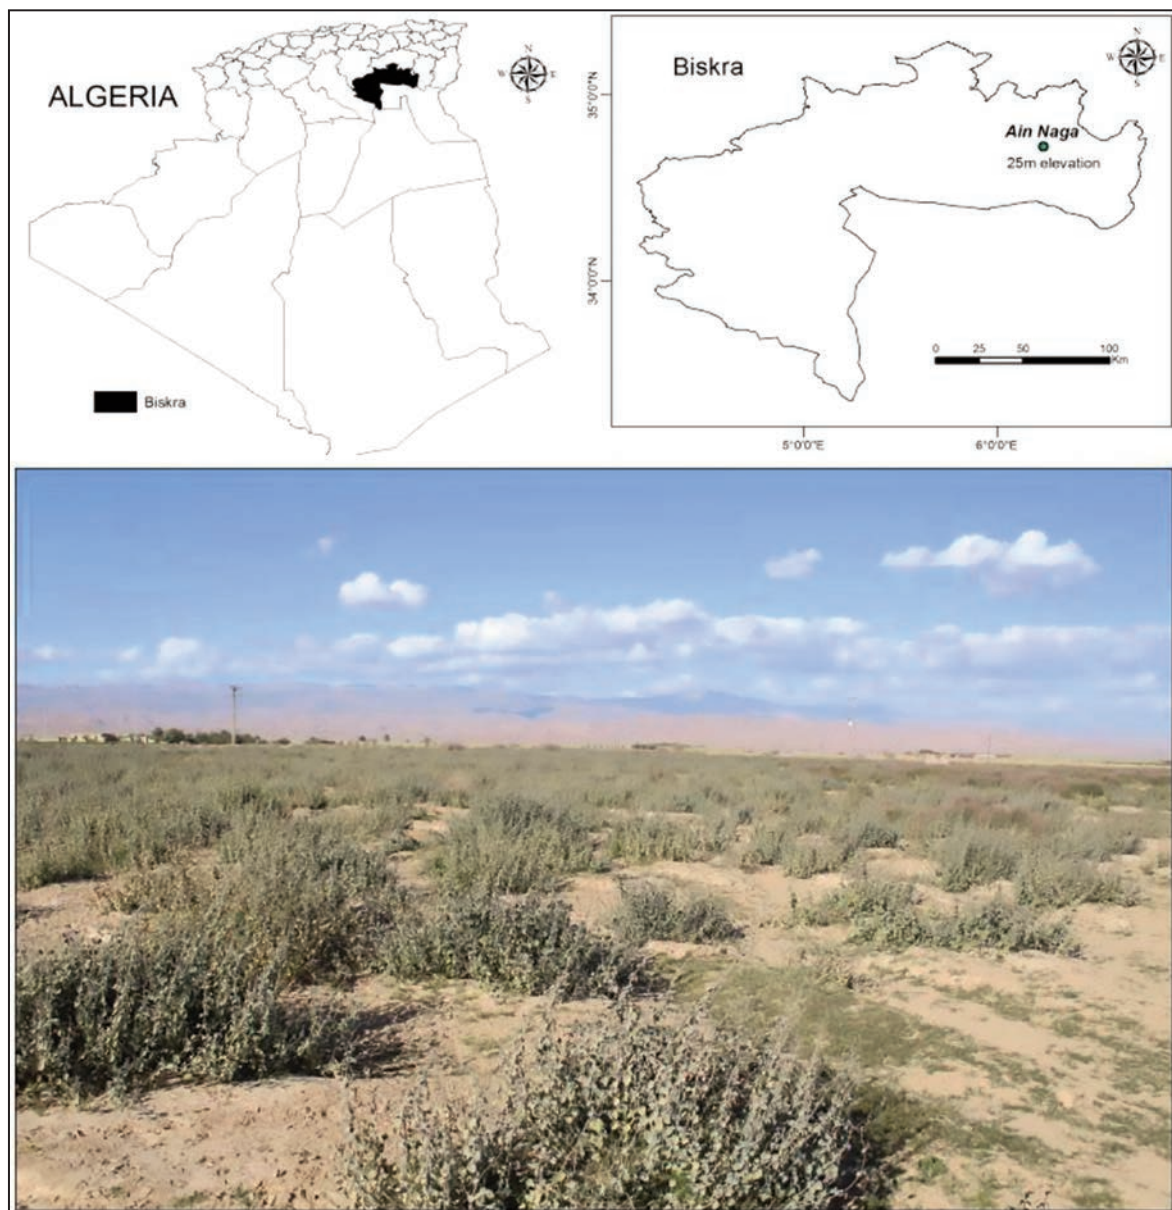 ALGERIA
N
W E
S
Biskra
Biskra
N
W E
S
35°0'0"N
34°0'0"N
Ain Naga
25m elevation
0 25 50 100
Km
5°0'0"E
6°0'0"E